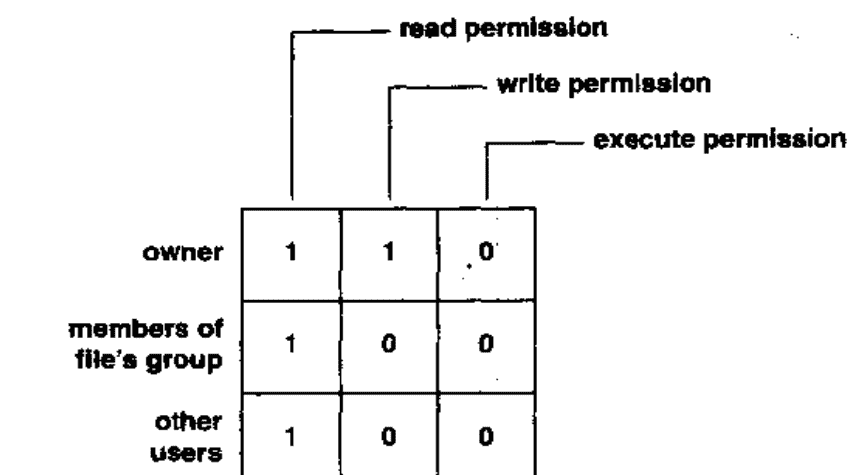 read permission
write permission
execute permission
owner 1 1 0
members of
file's group 1 0 0
other
users 1 0 0